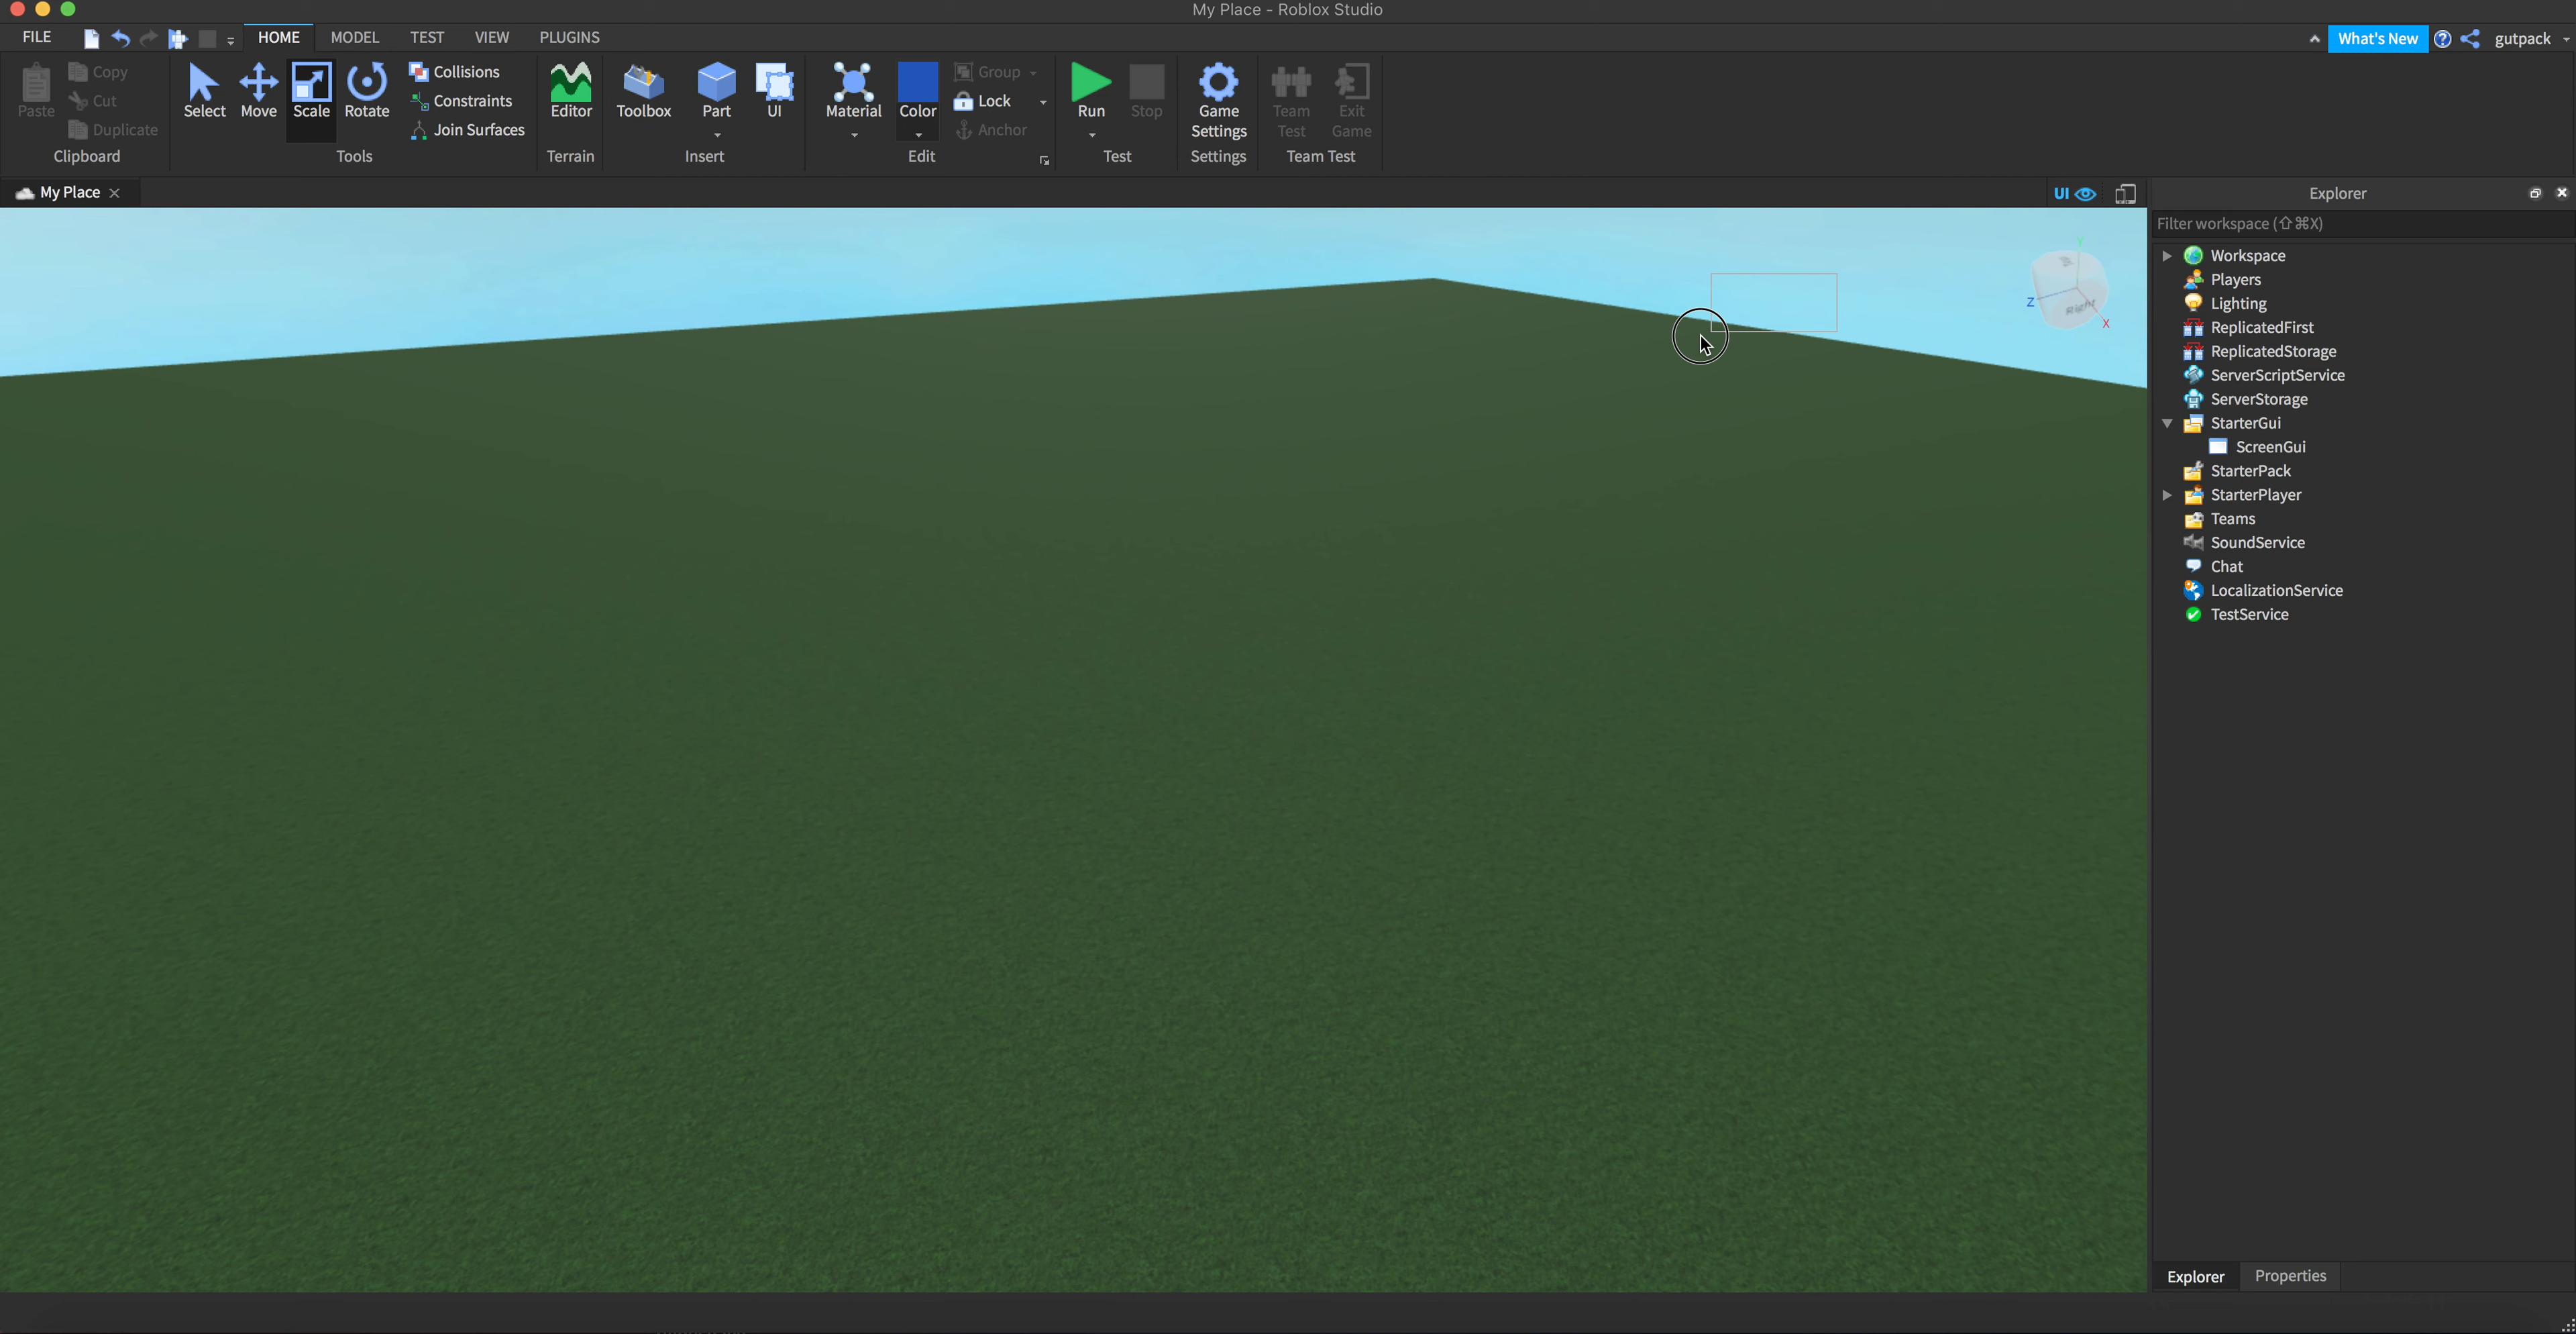 My Place - Roblox Studio
FILE HOME MODEL TEST VIEW PLUGINS What's New gutpack
Paste Copy Cut Duplicate
Clipboard
Select Move Scale Rotate Collisions Constraints Join Surfaces
Tools
Editor
Terrain
Toolbox Part UI
Insert
Material Color Group Lock Anchor
Edit
Run Stop
Test
Game Settings
Settings
Team Test Exit Game
Team Test
My Place
UI
Y
Z
Right
X
Explorer
Filter workspace (⇧⌘X)
Workspace
Players
Lighting
ReplicatedFirst
ReplicatedStorage
ServerScriptService
ServerStorage
StarterGui
ScreenGui
StarterPack
StarterPlayer
Teams
SoundService
Chat
LocalizationService
TestService
Explorer Properties